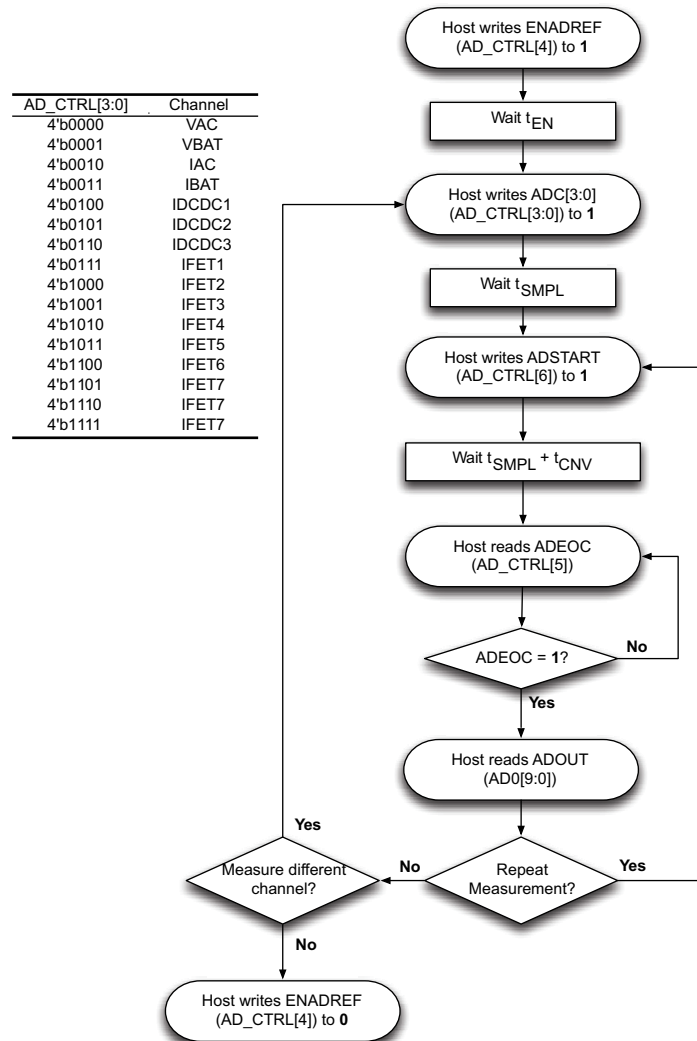 AD_CTRL[3:0] Channel
4'b0000 VAC
4'b0001 VBAT
4'b0010 IAC
4'b0011 IBAT
4'b0100 IDCDC1
4'b0101 IDCDC2
4'b0110 IDCDC3
4'b0111 IFET1
4'b1000 IFET2
4'b1001 IFET3
4'b1010 IFET4
4'b1011 IFET5
4'b1100 IFET6
4'b1101 IFET7
4'b1110 IFET7
4'b1111 IFET7
Host writes ENADREF
(AD_CTRL[4]) to 1
Wait tEN
Host writes ADC[3:0]
(AD_CTRL[3:0]) to 1
Wait tSMPL
Host writes ADSTART
(AD_CTRL[6]) to 1
Wait tSMPL + tCNV
Host reads ADEOC
(AD_CTRL[5])
ADEOC = 1?
No
Yes
Host reads ADOUT
(AD0[9:0])
Repeat
Measurement?
Yes
No
Measure different
channel?
Yes
No
Host writes ENADREF
(AD_CTRL[4]) to 0